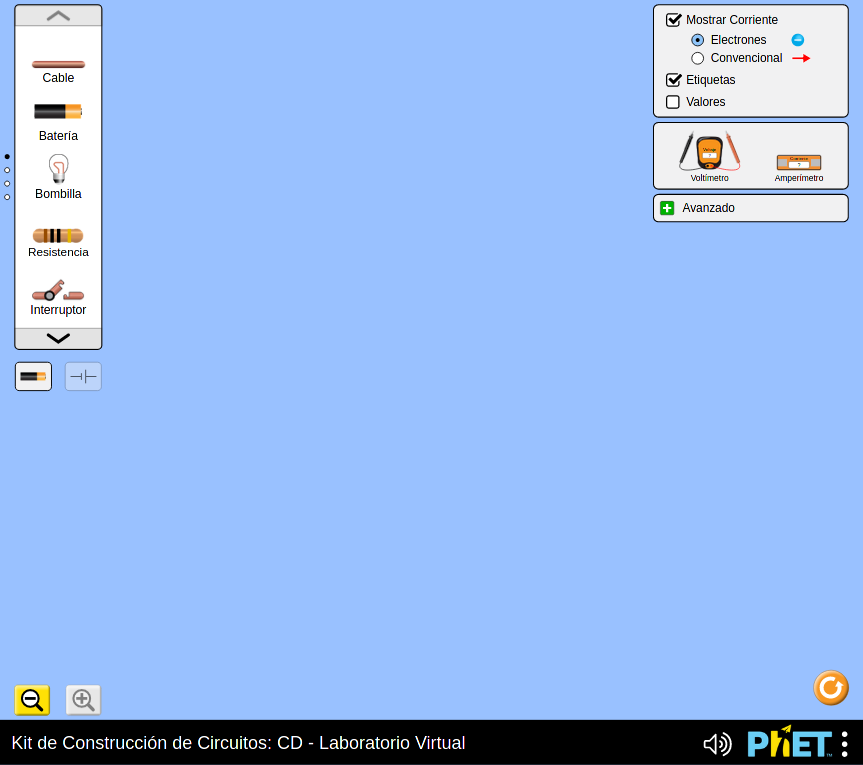 Cable
Batería
Bombilla
Resistencia
Interruptor
Mostrar Corriente
Electrones
Convencional
Etiquetas
Valores
Voltímetro
Amperímetro
Avanzado
Kit de Construcción de Circuitos: CD - Laboratorio Virtual
PhET